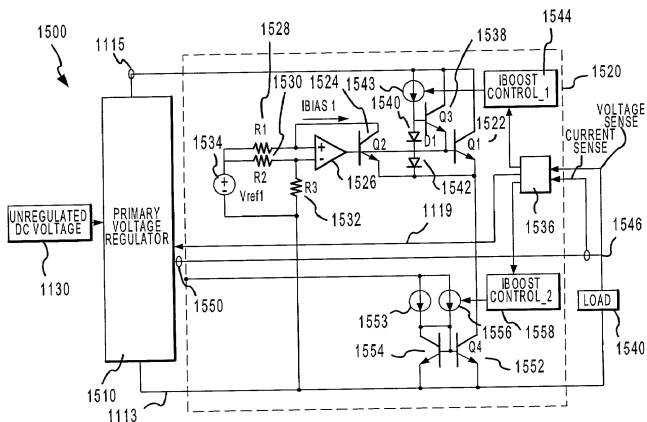 1500
1115
1528
1530
1524
1543
1538
1544
IBOOST
CONTROL_1
1520
VOLTAGE
SENSE
CURRENT
SENSE
IBIAS 1
1540
Q3
1522
1534
R1
R2
+
-
Q2
D1
Q1
+
-
Vref1
1526
R3
1532
1542
1536
UNREGULATED
DC VOLTAGE
1130
PRIMARY
VOLTAGE
REGULATOR
1119
1546
1550
IBOOST
CONTROL_2
LOAD
1553
1556
1558
1540
1554
Q4
1552
1510
1113